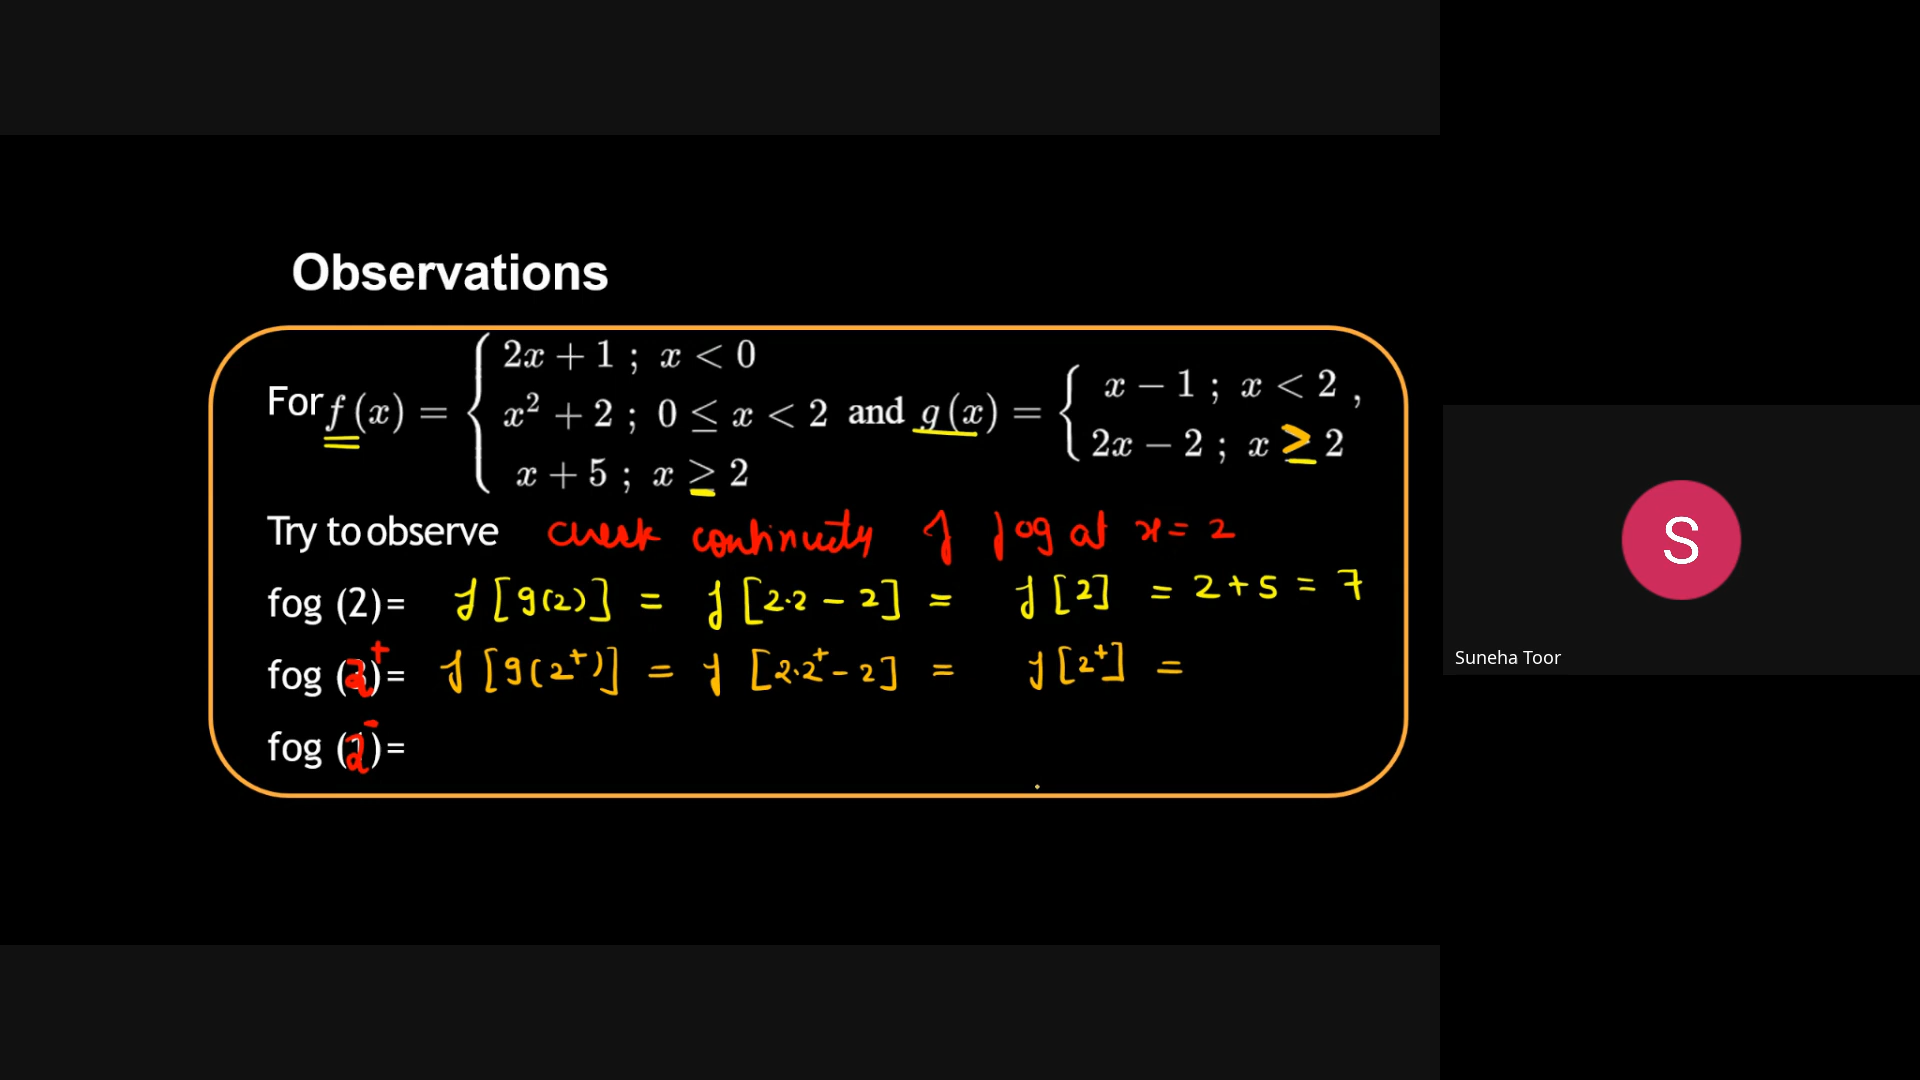 Observations
For f(x) = { 2x + 1 ; x < 0
x² + 2 ; 0 ≤ x < 2 and g(x) = { x − 1 ; x < 2 ,
x + 5 ; x ≥ 2
2x − 2 ; x ≥ 2
Try to observe check continuity of fog at x = 2
fog (2)= f [g(2)] = f [2·2 − 2] = f [2] = 2 + 5 = 7
fog (2⁺)= f [g(2⁺)] = f [2·2⁺ − 2] = f [2⁺] =
fog (2⁻)=
S
Suneha Toor